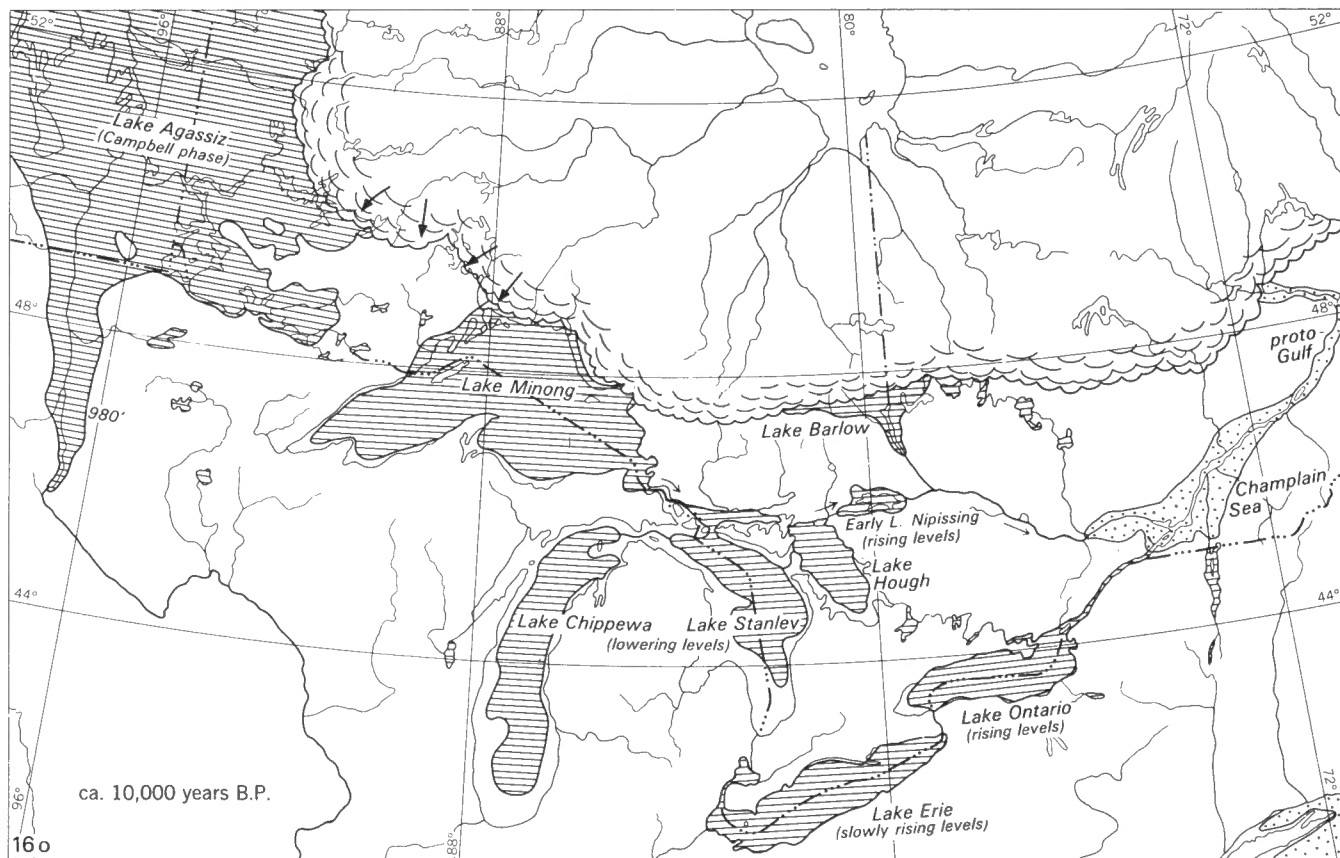 52°
96°
88°
80°
72°
52°
Lake Agassiz
(Campbell phase)
48°
48°
proto
Gulf
Lake Minong
980'
Lake Barlow
Champlain
Sea
Early L. Nipissing
(rising levels)
Lake
Hough
44°
44°
Lake Chippewa
Lake Stanley
(lowering levels)
Lake Ontario
(rising levels)
ca. 10,000 years B.P.
96°
88°
80°
72°
Lake Erie
(slowly rising levels)
16o